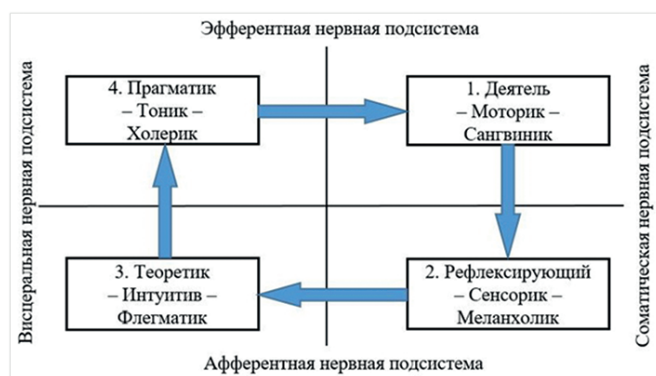 Эфферентная нервная подсистема
Висцеральная нервная подсистема
4. Прагматик
– Тоник –
Холерик
1. Деятель
– Моторик –
Сангвиник
Соматическая нервная подсистема
3. Теоретик
– Интуитив –
Флегматик
2. Рефлексирующий
– Сенсорик –
Меланхолик
Афферентная нервная подсистема